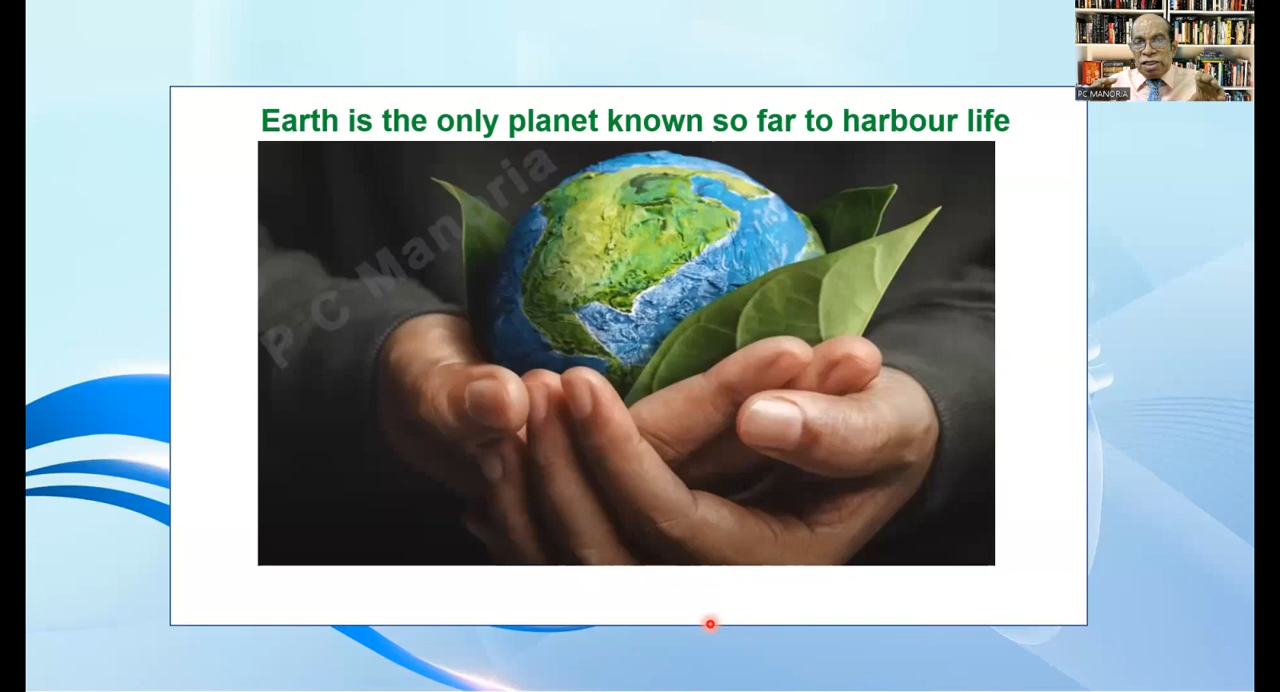 PC MANORIA
Earth is the only planet known so far to harbour life
P C Manoria